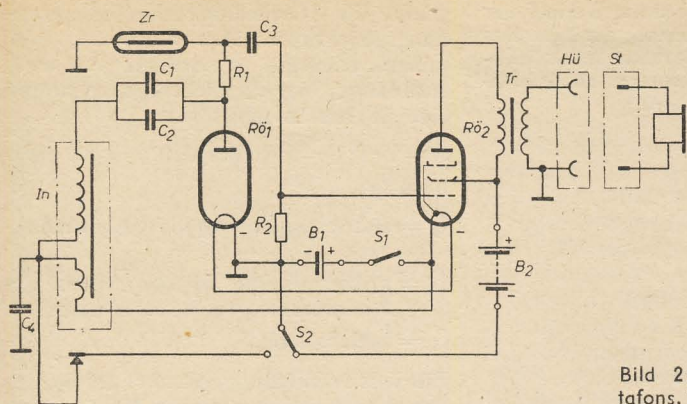 Zr
C3
Hü
St
C1
R1
Tr
C2
Rö1
Rö2
In
R2
B1
S1
- +
-
-
+
B2
-
C4
S2
Bild 2
tafons.